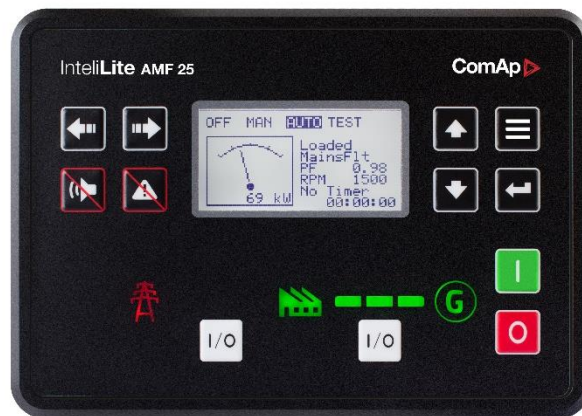 InteliLite AMF 25
ComAp
OFF MAN AUTO TEST
Loaded
MainsFlt
PF 0.98
RPM 1500
No Timer
00:00:00
69 kW
G
I
I/O
I/O
O